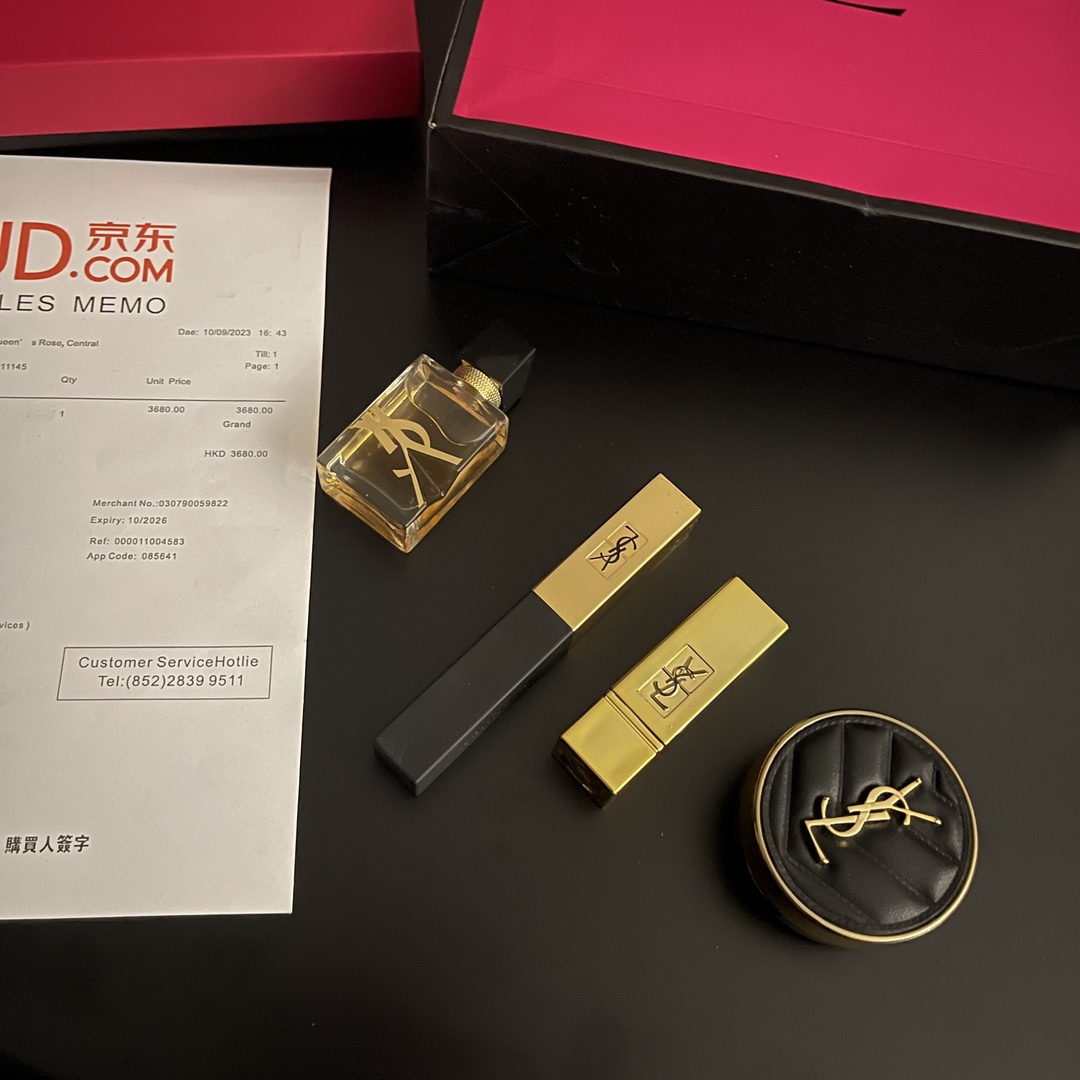 JD.京东
.COM
LES MEMO
Dae: 10/09/2023 16: 43
ueen' s Rose, Central
Till: 1
11145
Page: 1
Qty Unit Price
1 3680.00 3680.00
Grand
HKD 3680.00
Merchant No.:030790059822
Expiry: 10/2026
Ref: 000011004583
App Code: 085641
vices )
Customer ServiceHotlie
Tel:(852)2839 9511
購買人簽字
YSL
YSL
YSL
YSL